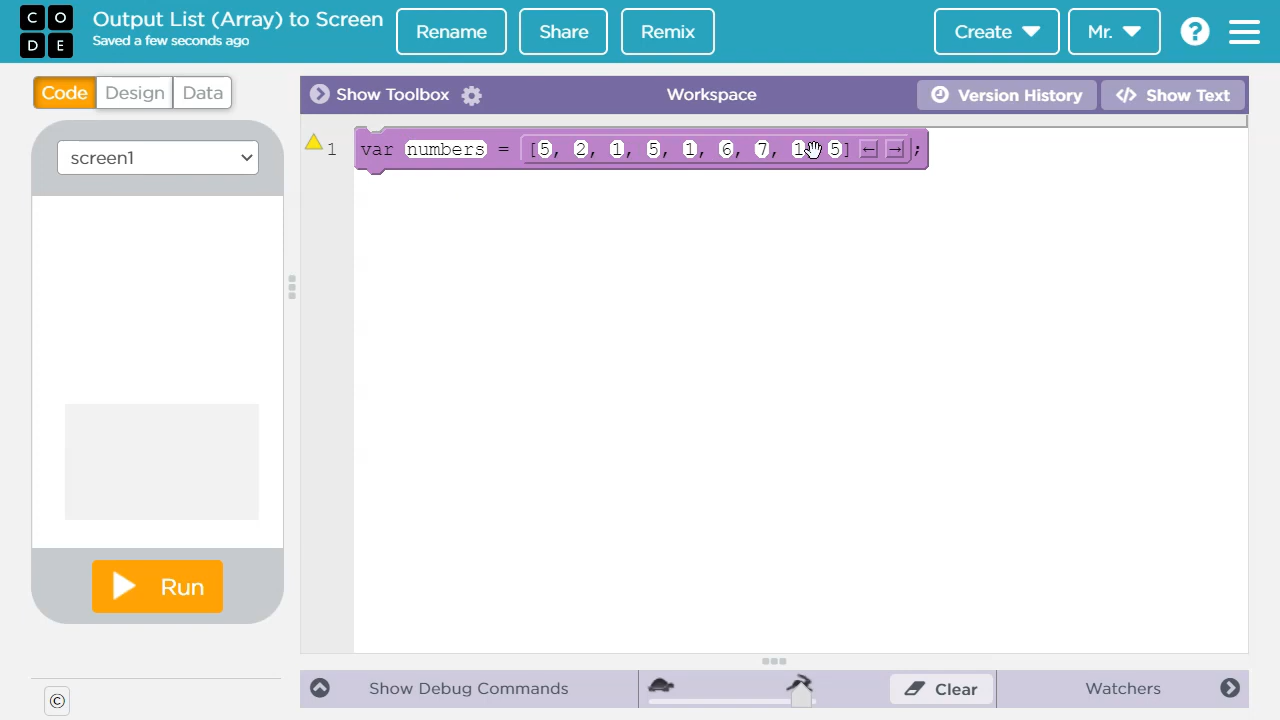 C O
D E
Output List (Array) to Screen
Saved a few seconds ago
Rename
Share
Remix
Create
Mr.
?
Code
Design
Data
Show Toolbox
Workspace
Version History
</> Show Text
screen1
1
var numbers = [5, 2, 1, 5, 1, 6, 7, 1 5] ← → ;
Run
©
Show Debug Commands
Clear
Watchers